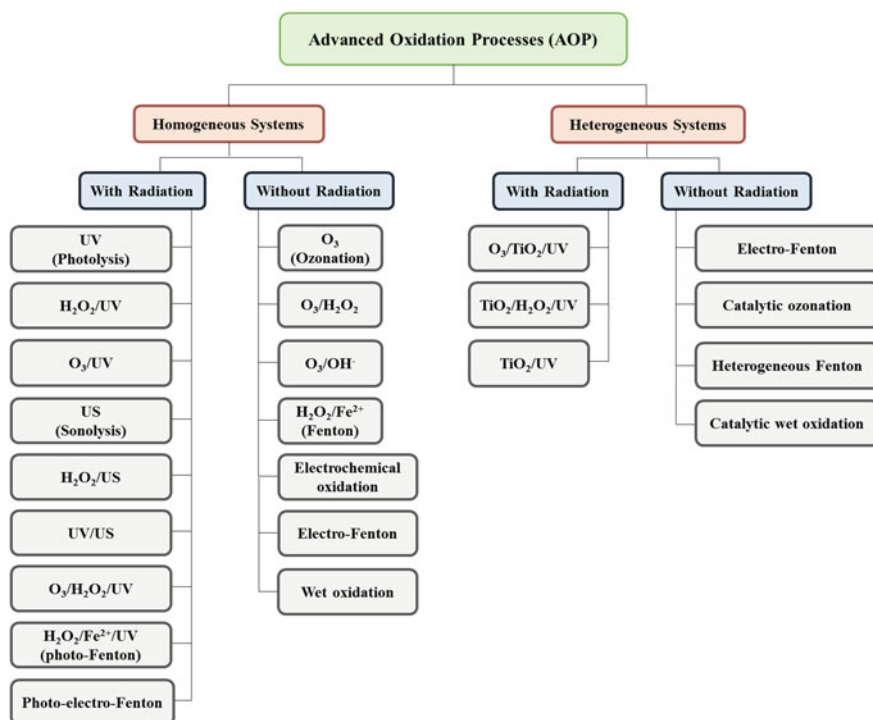 Advanced Oxidation Processes (AOP)
Homogeneous Systems
Heterogeneous Systems
With Radiation
Without Radiation
With Radiation
Without Radiation
UV
(Photolysis)
H₂O₂/UV
O₃/UV
US
(Sonolysis)
H₂O₂/US
UV/US
O₃/H₂O₂/UV
H₂O₂/Fe²⁺/UV
(photo-Fenton)
Photo-electro-Fenton
O₃
(Ozonation)
O₃/H₂O₂
O₃/OH⁻
H₂O₂/Fe²⁺
(Fenton)
Electrochemical
oxidation
Electro-Fenton
Wet oxidation
O₃/TiO₂/UV
TiO₂/H₂O₂/UV
TiO₂/UV
Electro-Fenton
Catalytic ozonation
Heterogeneous Fenton
Catalytic wet oxidation